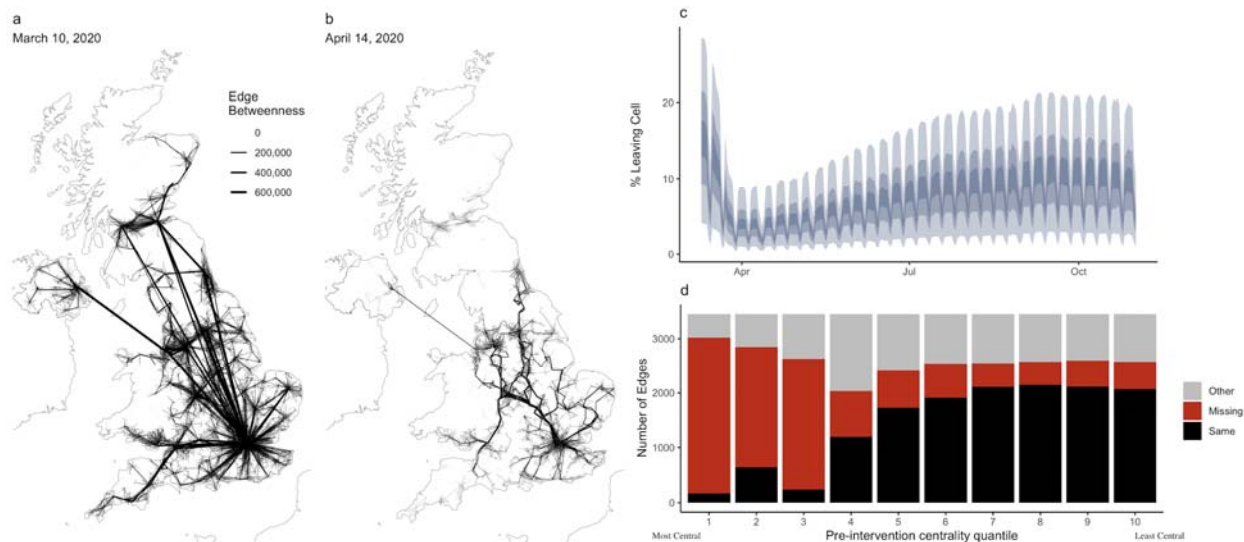 a
March 10, 2020
Edge
Betweenness
0
200,000
400,000
600,000
b
April 14, 2020
c
% Leaving Cell
20
10
0
Apr
Jul
Oct
d
Number of Edges
3000
2000
1000
0
1 2 3 4 5 6 7 8 9 10
Most Central Pre-intervention centrality quantile Least Central
Other
Missing
Same